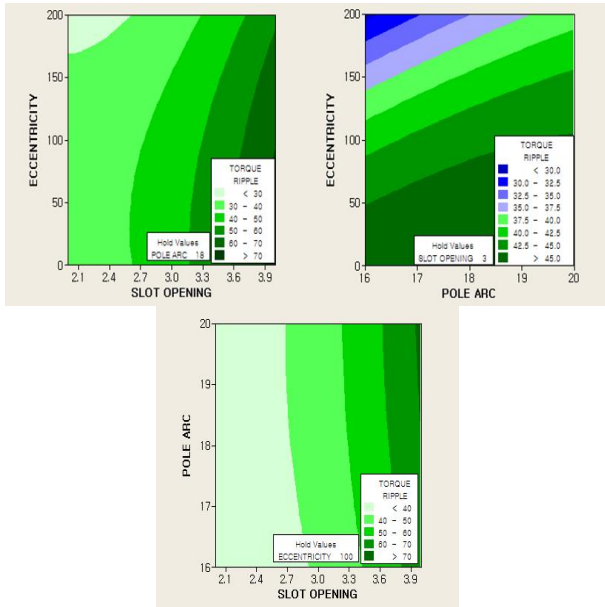 ECCENTRICITY
200
150
100
50
0
2.1 2.4 2.7 3.0 3.3 3.6 3.9
SLOT OPENING
TORQUE
RIPPLE
< 30
30 - 40
40 - 50
50 - 60
60 - 70
> 70
Hold Values
POLE ARC 18
ECCENTRICITY
200
150
100
50
0
16 17 18 19 20
POLE ARC
TORQUE
RIPPLE
< 30.0
30.0 - 32.5
32.5 - 35.0
35.0 - 37.5
37.5 - 40.0
40.0 - 42.5
42.5 - 45.0
> 45.0
Hold Values
SLOT OPENING 3
POLE ARC
20
19
18
17
16
2.1 2.4 2.7 3.0 3.3 3.6 3.9
SLOT OPENING
TORQUE
RIPPLE
< 40
40 - 50
50 - 60
60 - 70
> 70
Hold Values
ECCENTRICITY 100